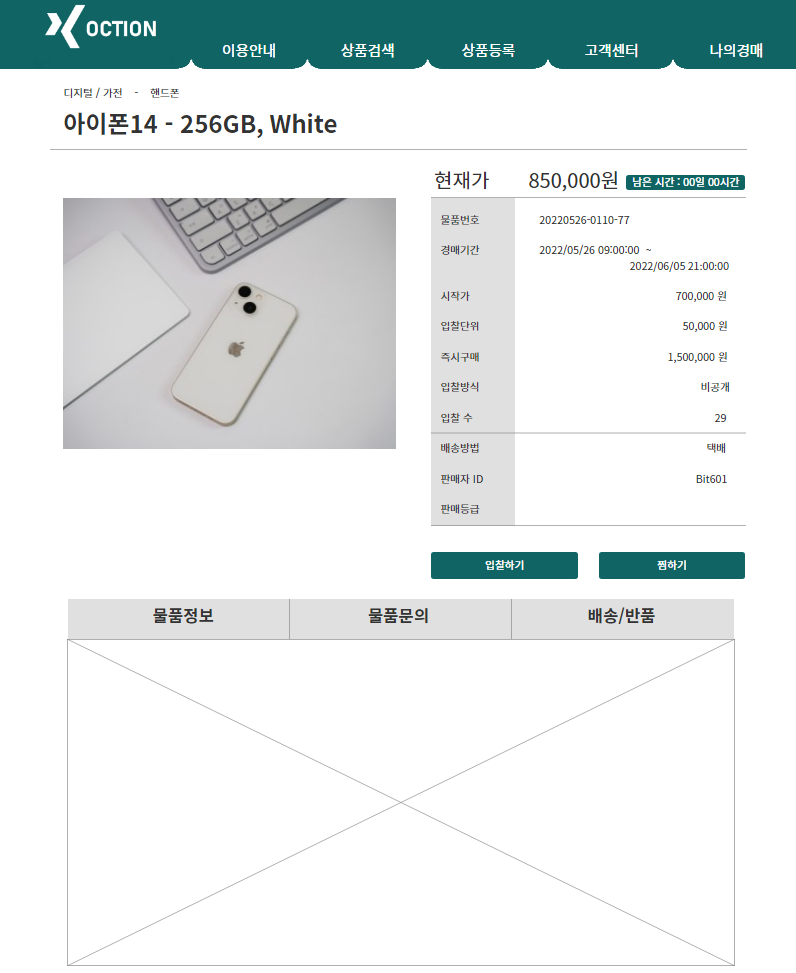 OCTION
이용안내 상품검색 상품등록 고객센터 나의경매
디지털 / 가전 - 핸드폰
아이폰14 - 256GB, White
현재가 850,000원 남은 시간 : 00일 00시간
물품번호 20220526-0110-77
경매기간 2022/05/26 09:00:00 ~
2022/06/05 21:00:00
시작가 700,000 원
입찰단위 50,000 원
즉시구매 1,500,000 원
입찰방식 비공개
입찰 수 29
배송방법 택배
판매자 ID Bit601
판매등급
입찰하기 찜하기
물품정보 물품문의 배송/반품